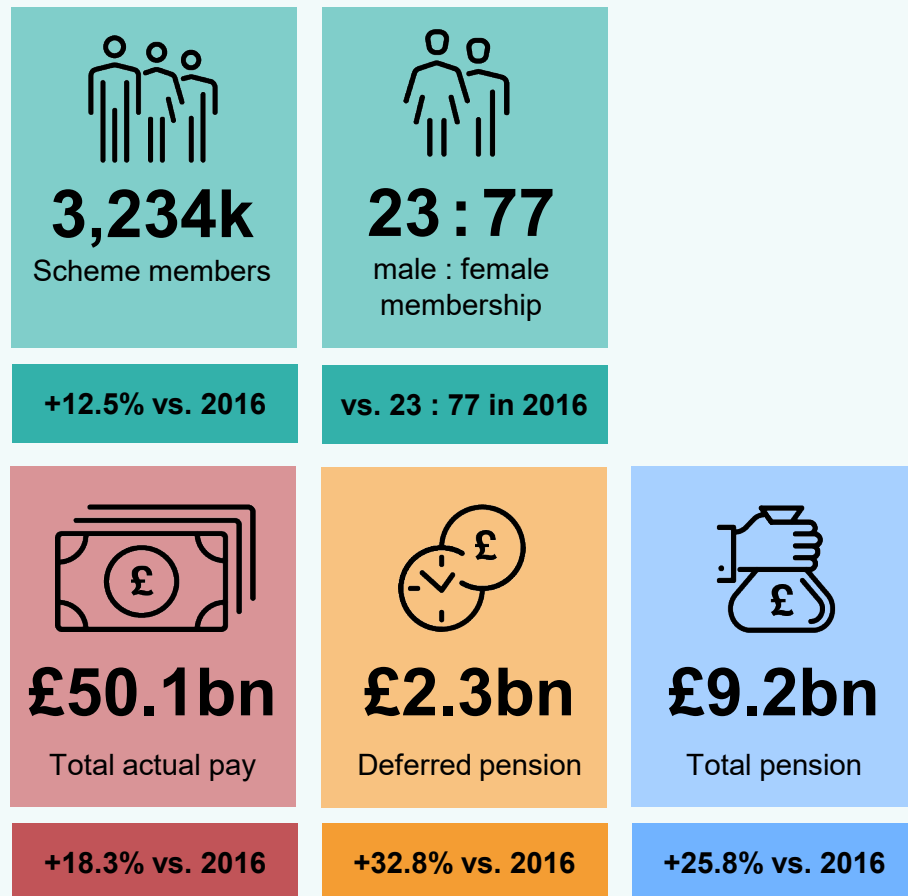 3,234k
Scheme members
+12.5% vs. 2016
23 : 77
male : female
membership
vs. 23 : 77 in 2016
£
£50.1bn
Total actual pay
+18.3% vs. 2016
£
£2.3bn
Deferred pension
+32.8% vs. 2016
£
£9.2bn
Total pension
+25.8% vs. 2016